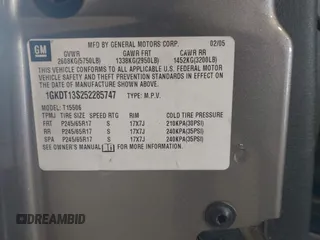 GM
MFD BY GENERAL MOTORS CORP. 02/05
GVWR GAWR FRT GAWR RR
2608KG(5750LB) 1338KG(2950LB) 1452KG(3200LB)
THIS VEHICLE CONFORMS TO ALL APPLICABLE U.S. FEDERAL MOTOR
VEHICLE SAFETY AND THEFT PREVENTION STANDARDS IN EFFECT ON
THE DATE OF MANUFACTURE SHOWN ABOVE.
1GKDT13S252285747 TYPE: M.P.V.
MODEL: T15506
TPMJ TIRE SIZE SPEED RTG RIM COLD TIRE PRESSURE
FRT P245/65R17 S 17X7J 210KPA(30PSI)
RR P245/65R17 S 17X7J 240KPA(35PSI)
SPA P245/65R17 S 17X7J 240KPA(35PSI)
SEE OWNER'S MANUAL FOR MORE INFORMATION.
DREAMBID